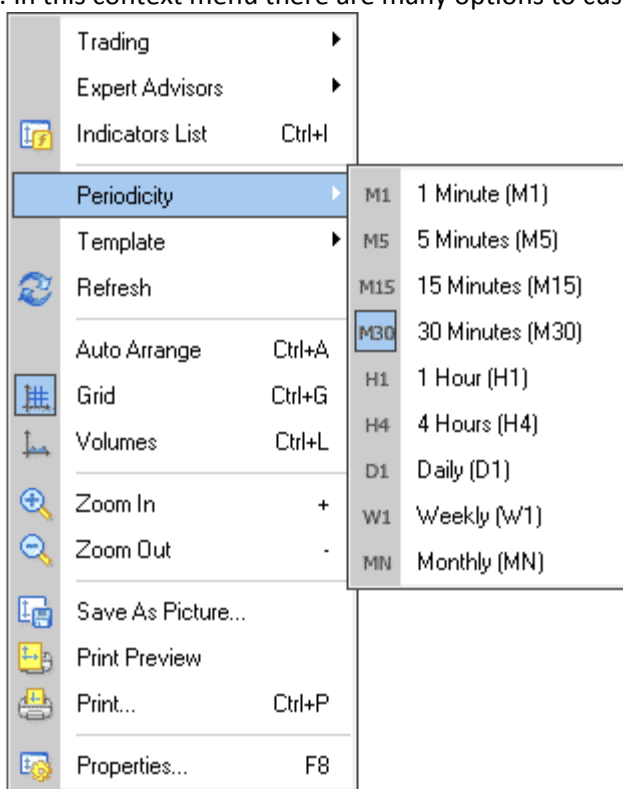 . In this context menu there are many options to cus
Trading
Expert Advisors
Indicators List Ctrl+I
Periodicity
Template
Refresh
Auto Arrange Ctrl+A
Grid Ctrl+G
Volumes Ctrl+L
Zoom In +
Zoom Out -
Save As Picture...
Print Preview
Print... Ctrl+P
Properties... F8
M1 1 Minute (M1)
M5 5 Minutes (M5)
M15 15 Minutes (M15)
M30 30 Minutes (M30)
H1 1 Hour (H1)
H4 4 Hours (H4)
D1 Daily (D1)
W1 Weekly (W1)
MN Monthly (MN)